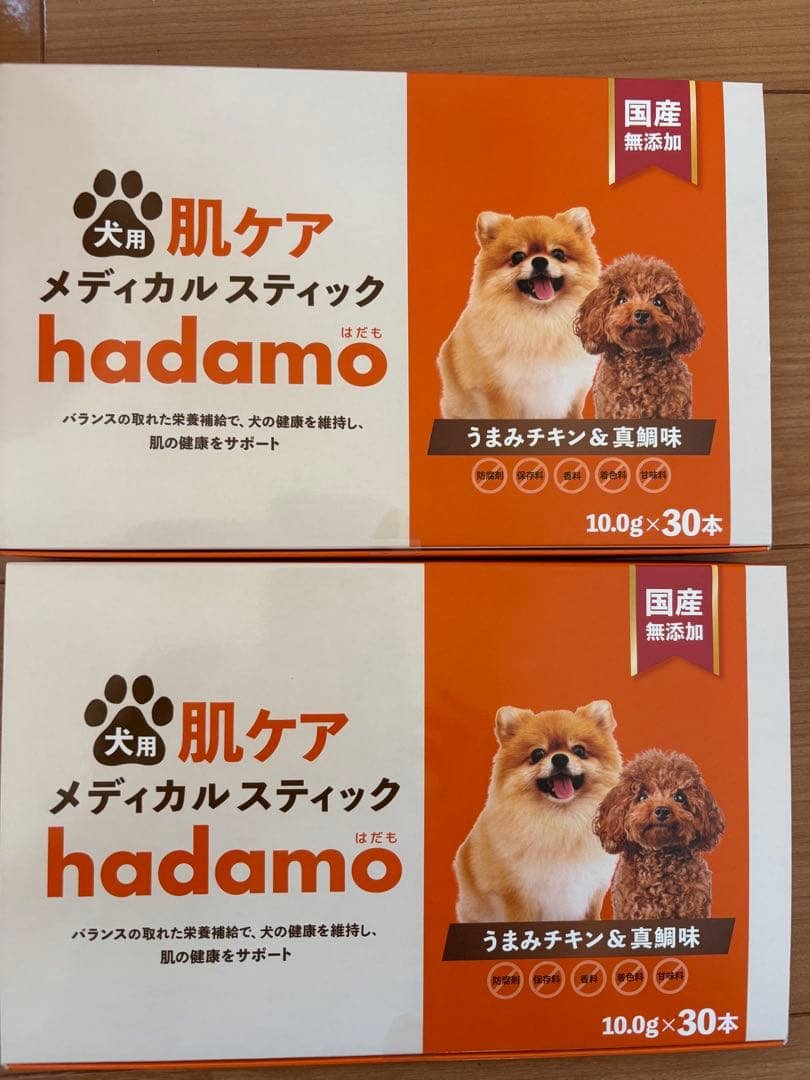 国産
無添加
犬用
肌ケア
メディカル スティック
はだも
hadamo
バランスの取れた栄養補給で、犬の健康を維持し、
肌の健康をサポート
うまみチキン&真鯛味
防腐剤 保存料 香料 着色料 甘味料
10.0g×30本
国産
無添加
犬用
肌ケア
メディカル スティック
はだも
hadamo
バランスの取れた栄養補給で、犬の健康を維持し、
肌の健康をサポート
うまみチキン&真鯛味
防腐剤 保存料 香料 着色料 甘味料
10.0g×30本